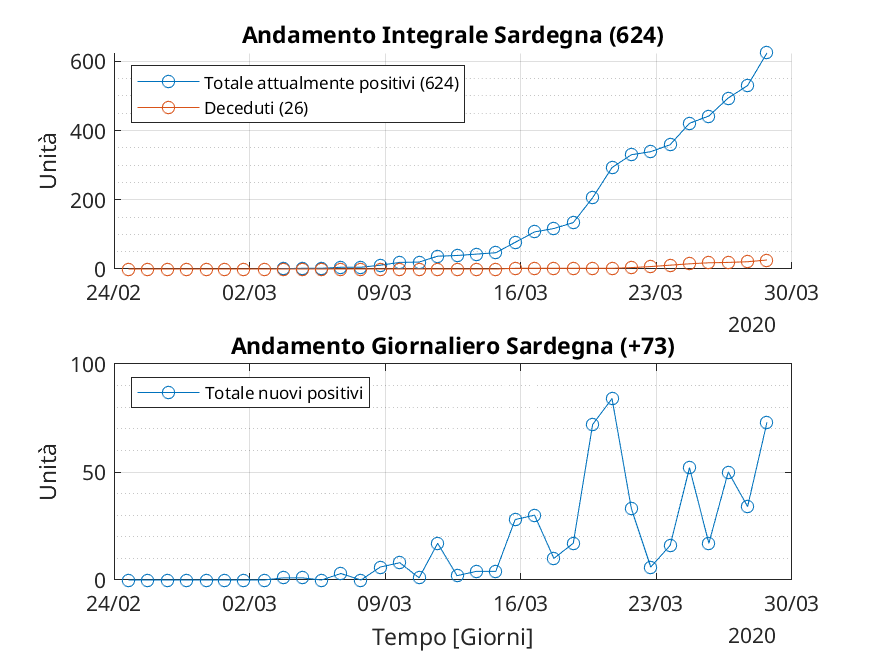 Andamento Integrale Sardegna (624)
600
400
200
0
Unità
Totale attualmente positivi (624)
Deceduti (26)
24/02 02/03 09/03 16/03 23/03 30/03
2020
Andamento Giornaliero Sardegna (+73)
100
50
0
Unità
Totale nuovi positivi
24/02 02/03 09/03 16/03 23/03 30/03
Tempo [Giorni]
2020